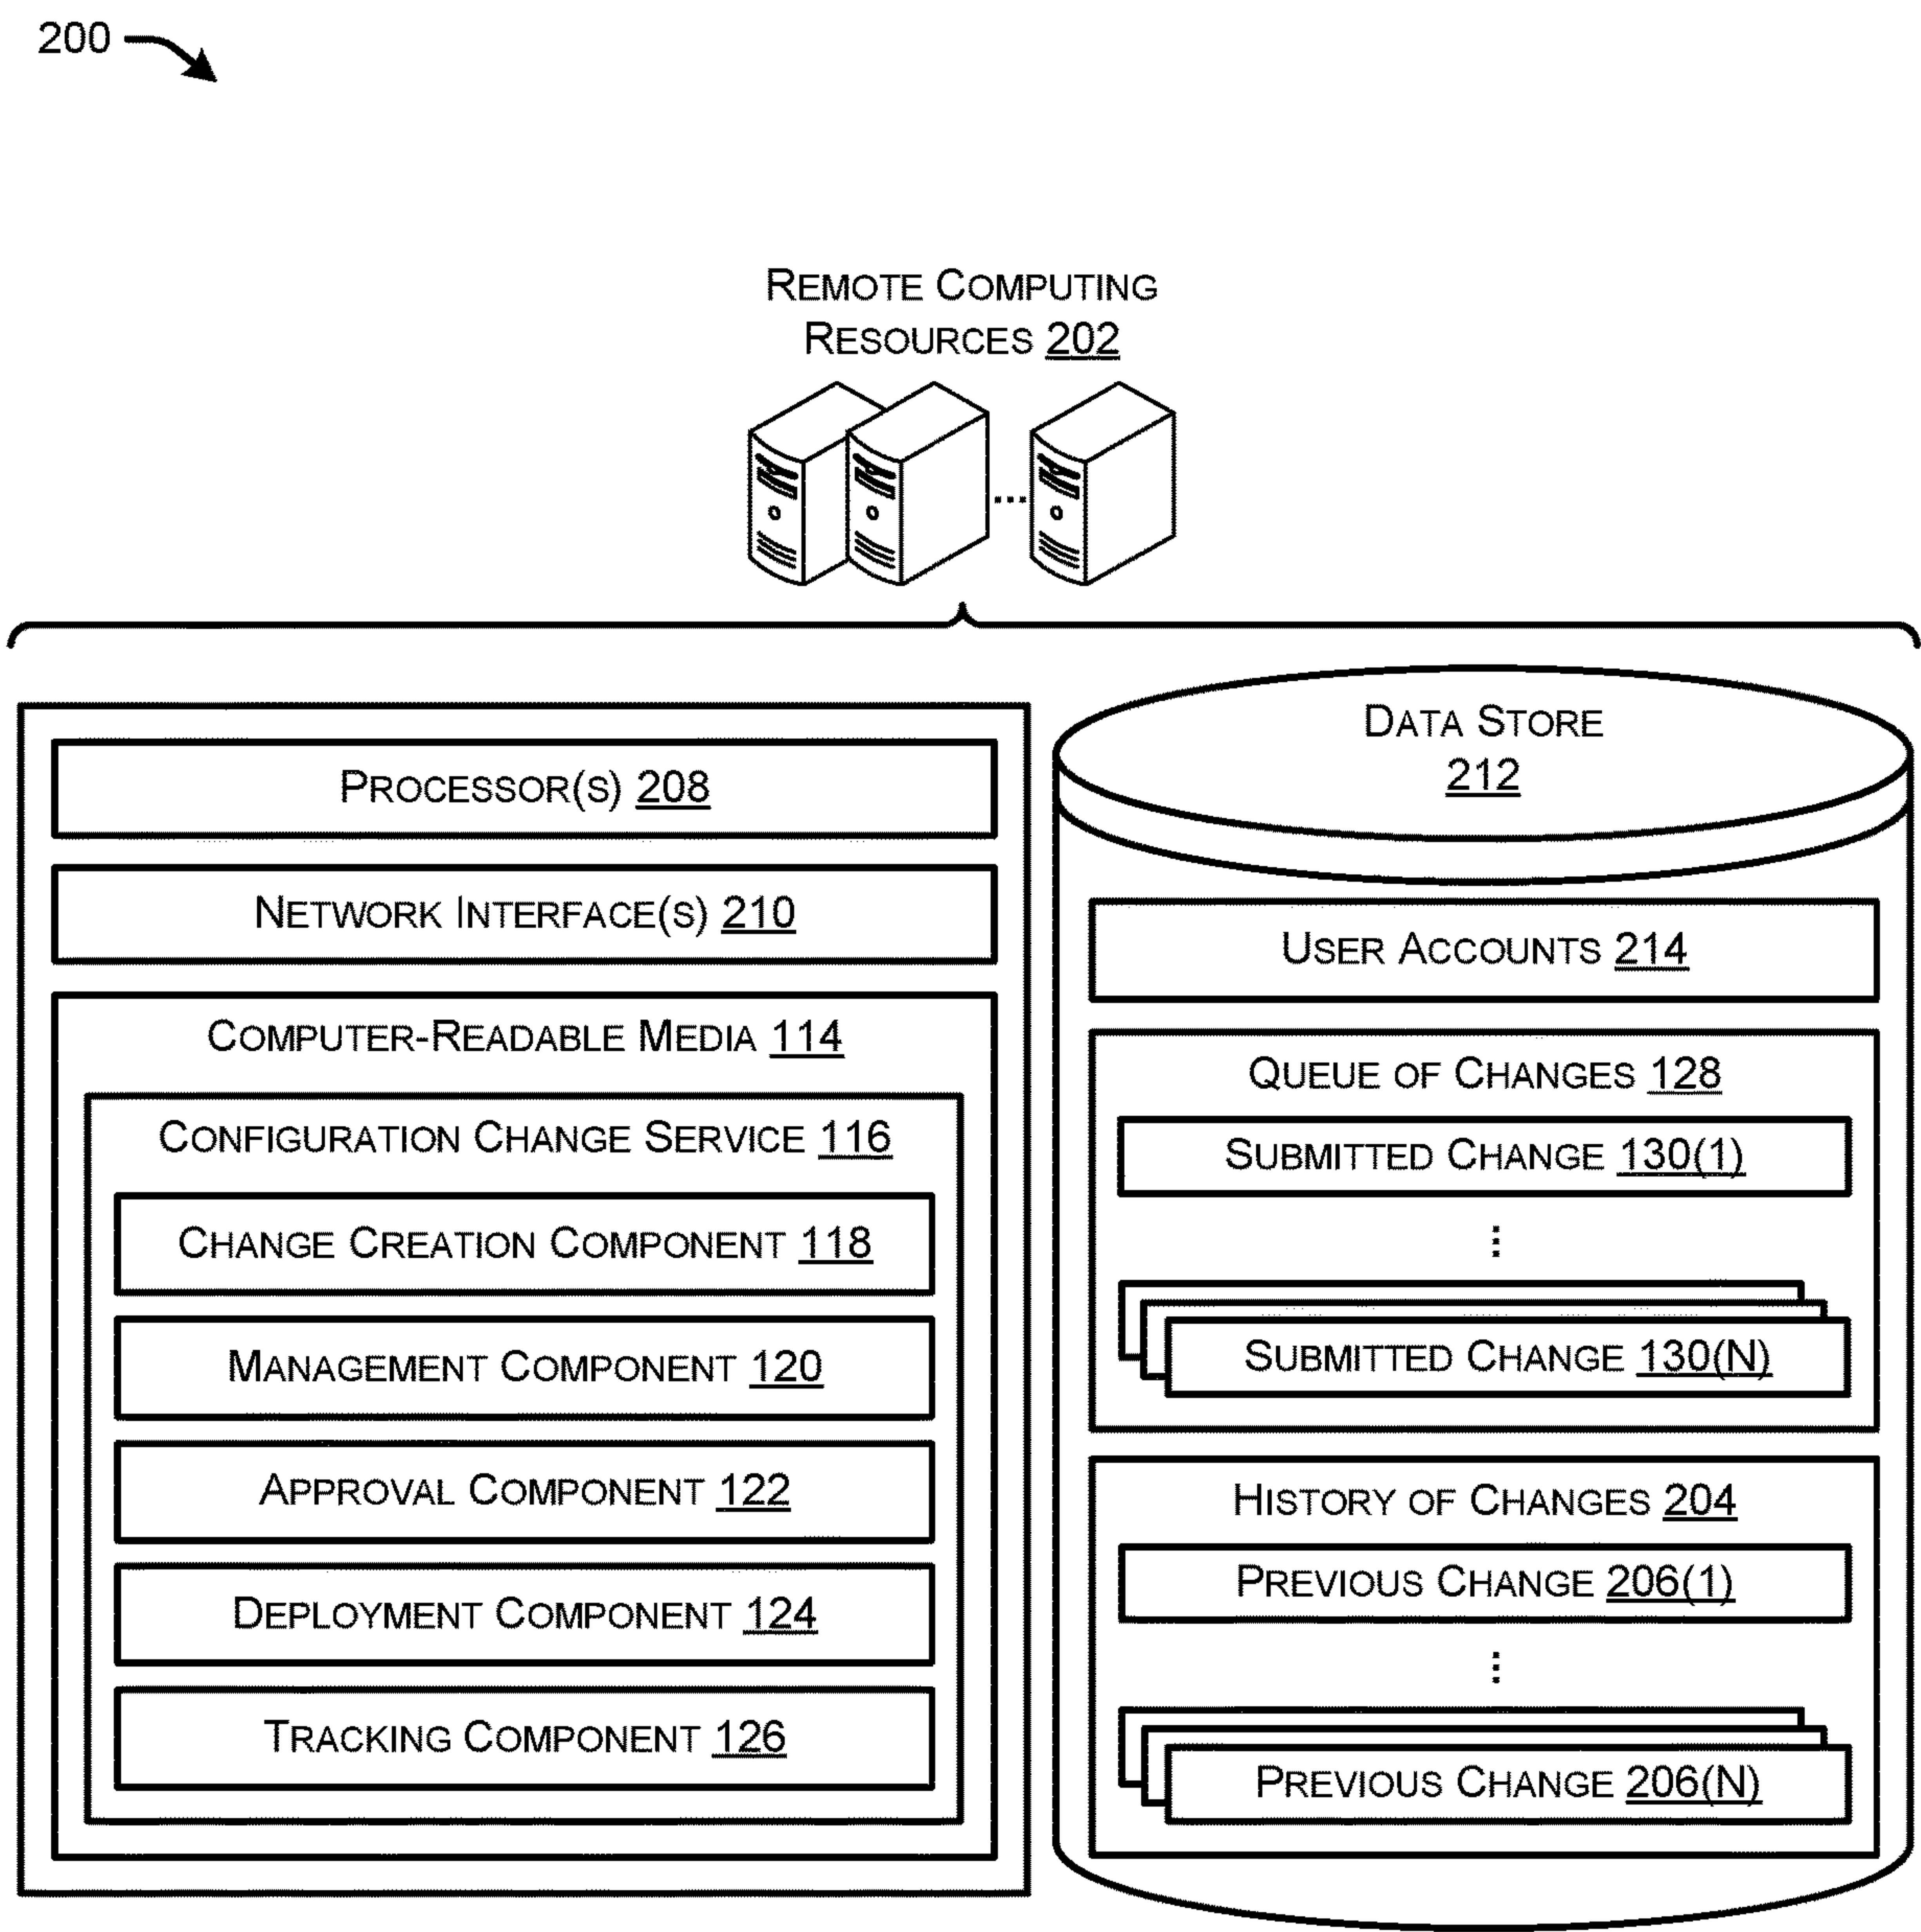 200
REMOTE COMPUTING
RESOURCES 202
...
PROCESSOR(S) 208
NETWORK INTERFACE(S) 210
COMPUTER-READABLE MEDIA 114
CONFIGURATION CHANGE SERVICE 116
CHANGE CREATION COMPONENT 118
MANAGEMENT COMPONENT 120
APPROVAL COMPONENT 122
DEPLOYMENT COMPONENT 124
TRACKING COMPONENT 126
DATA STORE
212
USER ACCOUNTS 214
QUEUE OF CHANGES 128
SUBMITTED CHANGE 130(1)
⋮
SUBMITTED CHANGE 130(N)
HISTORY OF CHANGES 204
PREVIOUS CHANGE 206(1)
⋮
PREVIOUS CHANGE 206(N)